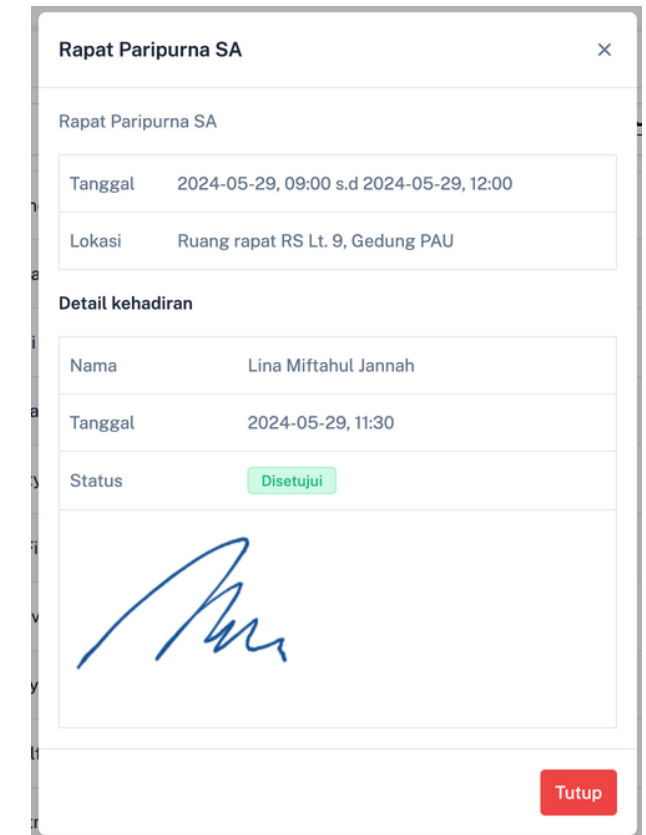 Rapat Paripurna SA
Rapat Paripurna SA
Tanggal 2024-05-29, 09:00 s.d 2024-05-29, 12:00
Lokasi Ruang rapat RS Lt. 9, Gedung PAU
Detail kehadiran
Nama Lina Miftahul Jannah
Tanggal 2024-05-29, 11:30
Status Disetujui
Tutup